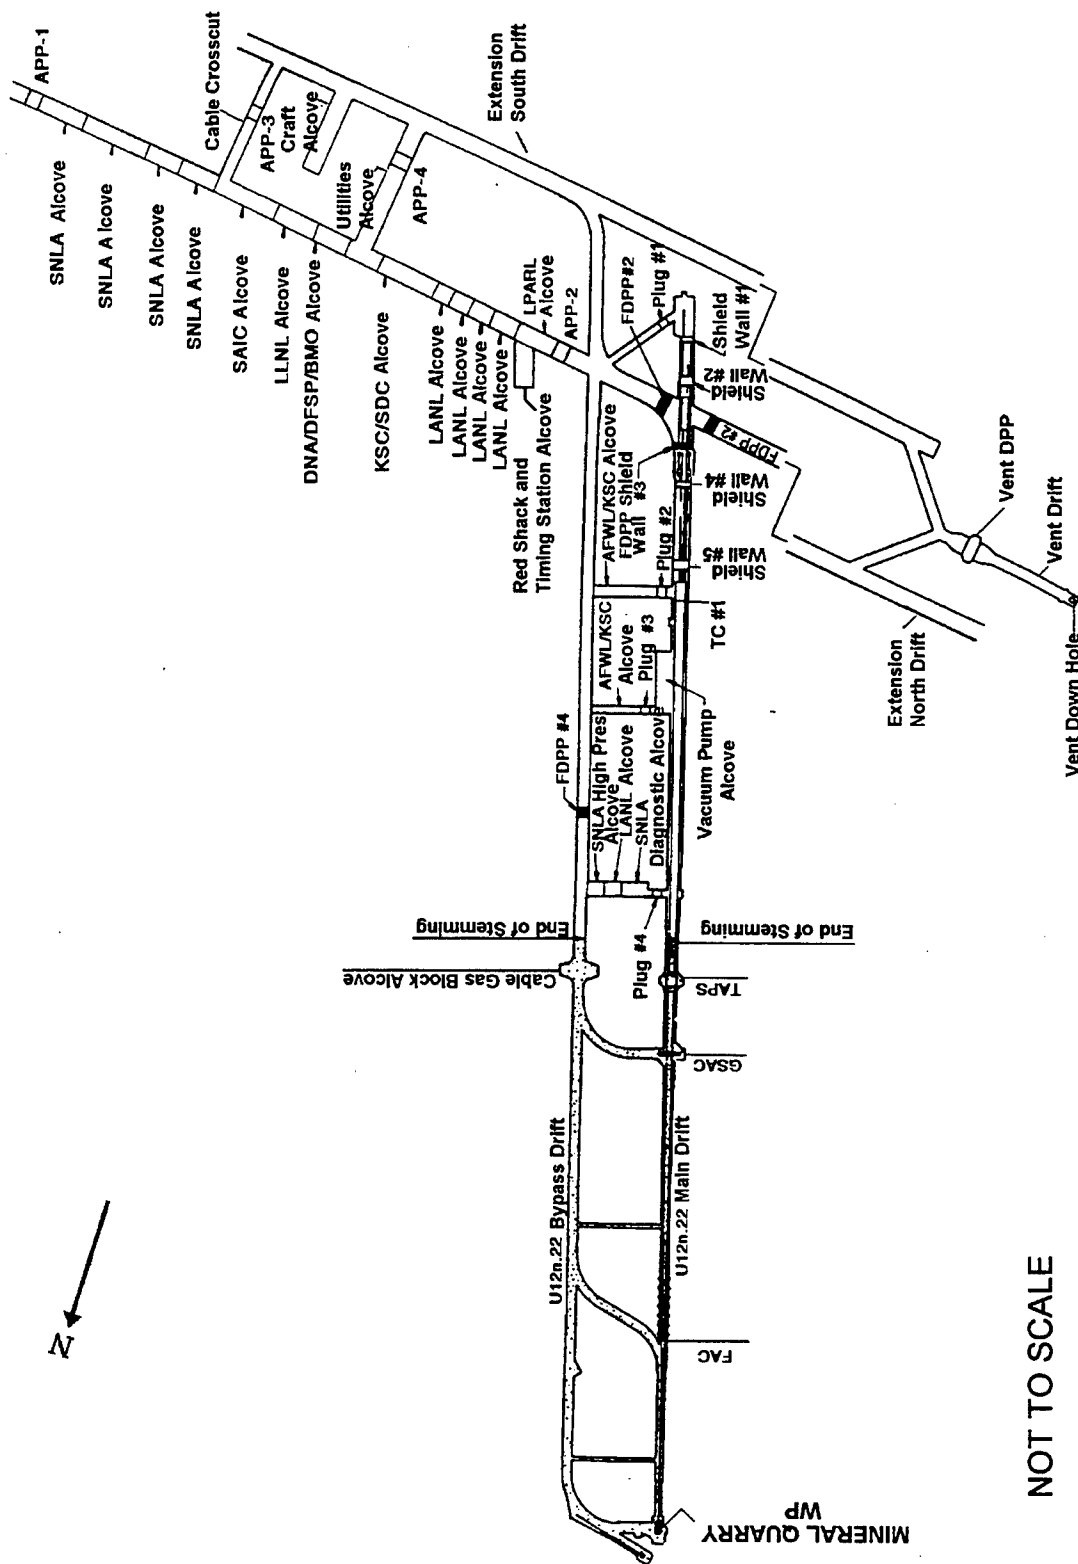 APP-1
Cable Crosscut
SNLA Alcove
SNLA Alcove
SNLA Alcove
SNLA Alcove
SAIC Alcove
LLNL Alcove
DNA/DFSP/BMO Alcove
KSC/SDC Alcove
LANL Alcove
LANL Alcove
LANL Alcove
LANL Alcove
Red Shack and
Timing Station Alcove
APP-3
Craft
Alcove
Utilities
Alcove
APP-4
Extension
South Drift
LPARL
Alcove
APP-2
FDPP#2
Plug #1
Shield
Wall #1
Shield
Wall #2
FDPP #2
AFWL/KSC Alcove
FDPP Shield
Wall #3
Plug #2
Shield
Wall #4
Shield
Wall #5
TC #1
AFWL/KSC
Alcove
Plug #3
Vacuum Pump
Alcove
FDPP #4
SNLA High Pres
Alcove
LANL Alcove
SNLA
Diagnostic Alcov
Plug #4
End of Stemming
End of Stemming
Cable Gas Block Alcove
TAPS
GSAC
U12n.22 Bypass Drift
U12n.22 Main Drift
FAC
MINERAL QUARRY
WP
Vent DPP
Vent Drift
Extension
North Drift
Vent Down Hole
N
NOT TO SCALE